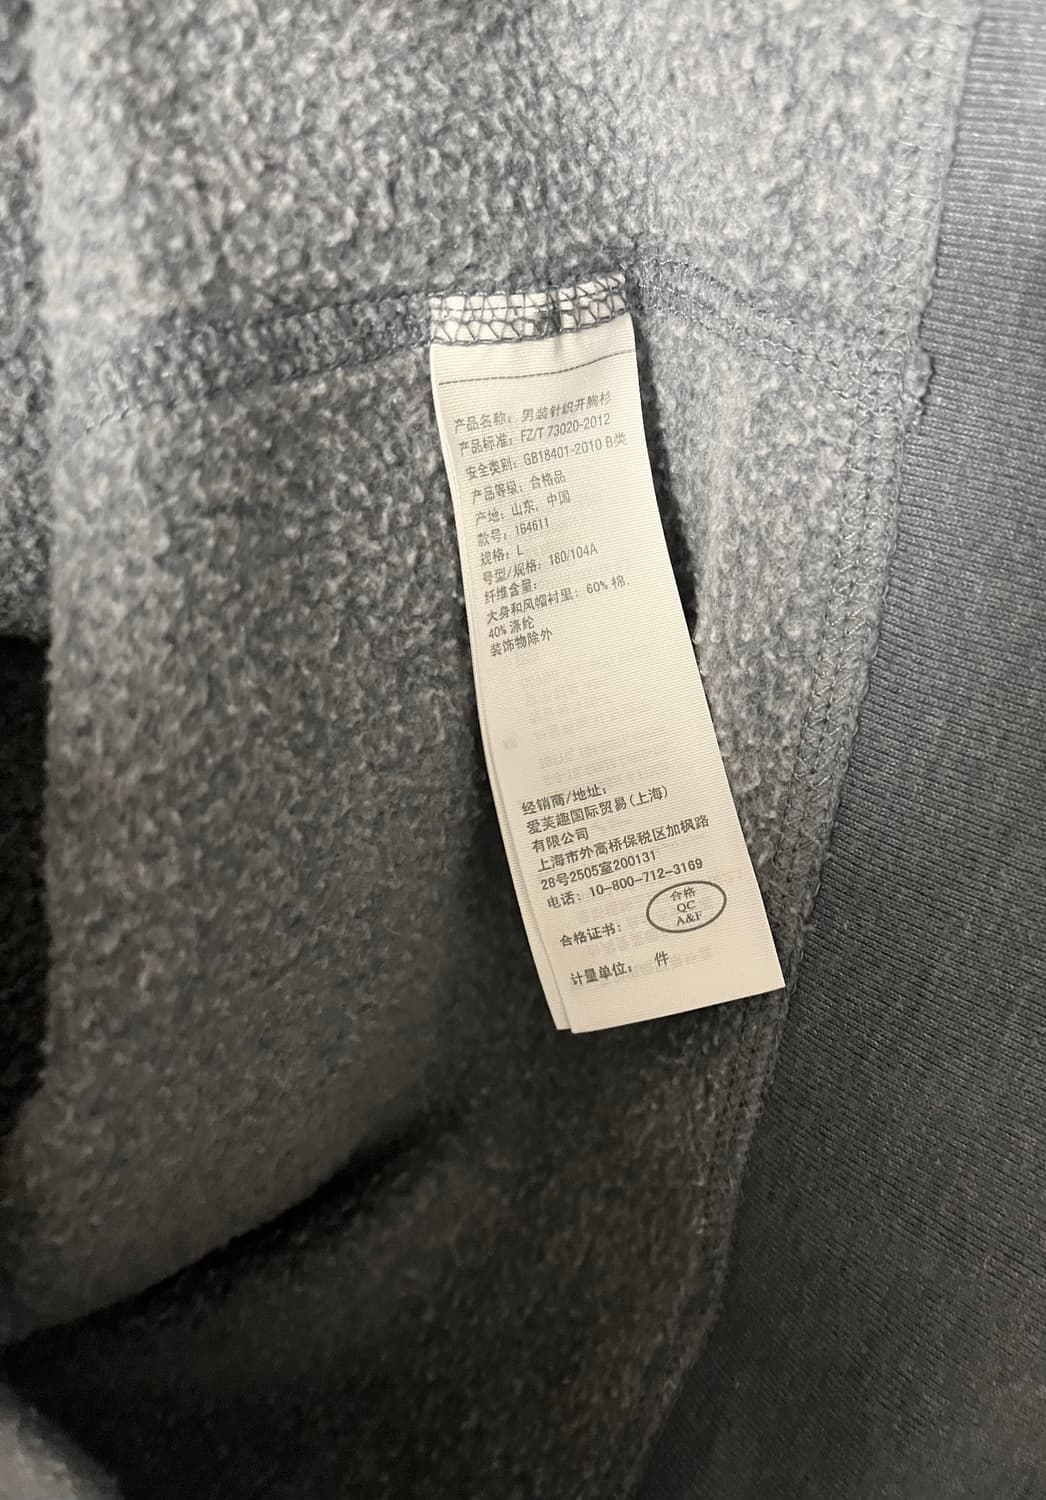 产品名称: 男装针织开胸衫
产品标准: FZ/T 73020-2012
安全类别: GB18401-2010 B类
产品等级: 合格品
产地: 山东, 中国
款号: 164611
规格: L
号型/规格: 180/104A
纤维含量:
大身和风帽衬里: 60% 棉,
40% 涤纶
装饰物除外
经销商/地址:
爱芙趣国际贸易(上海)
有限公司
上海市外高桥保税区加枫路
28号2505室200131
电话: 10-800-712-3169
合格
QC
A&F
合格证书:
计量单位: 件